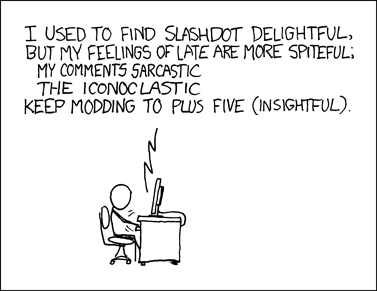 I USED TO FIND SLASHDOT DELIGHTFUL,
BUT MY FEELINGS OF LATE ARE MORE SPITEFUL;
MY COMMENTS SARCASTIC
THE ICONOCLASTIC
KEEP MODDING TO PLUS FIVE (INSIGHTFUL).